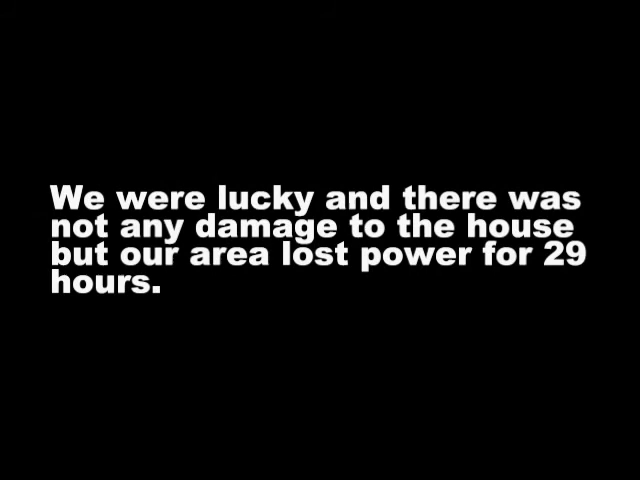 We were lucky and there was
not any damage to the house
but our area lost power for 29
hours.